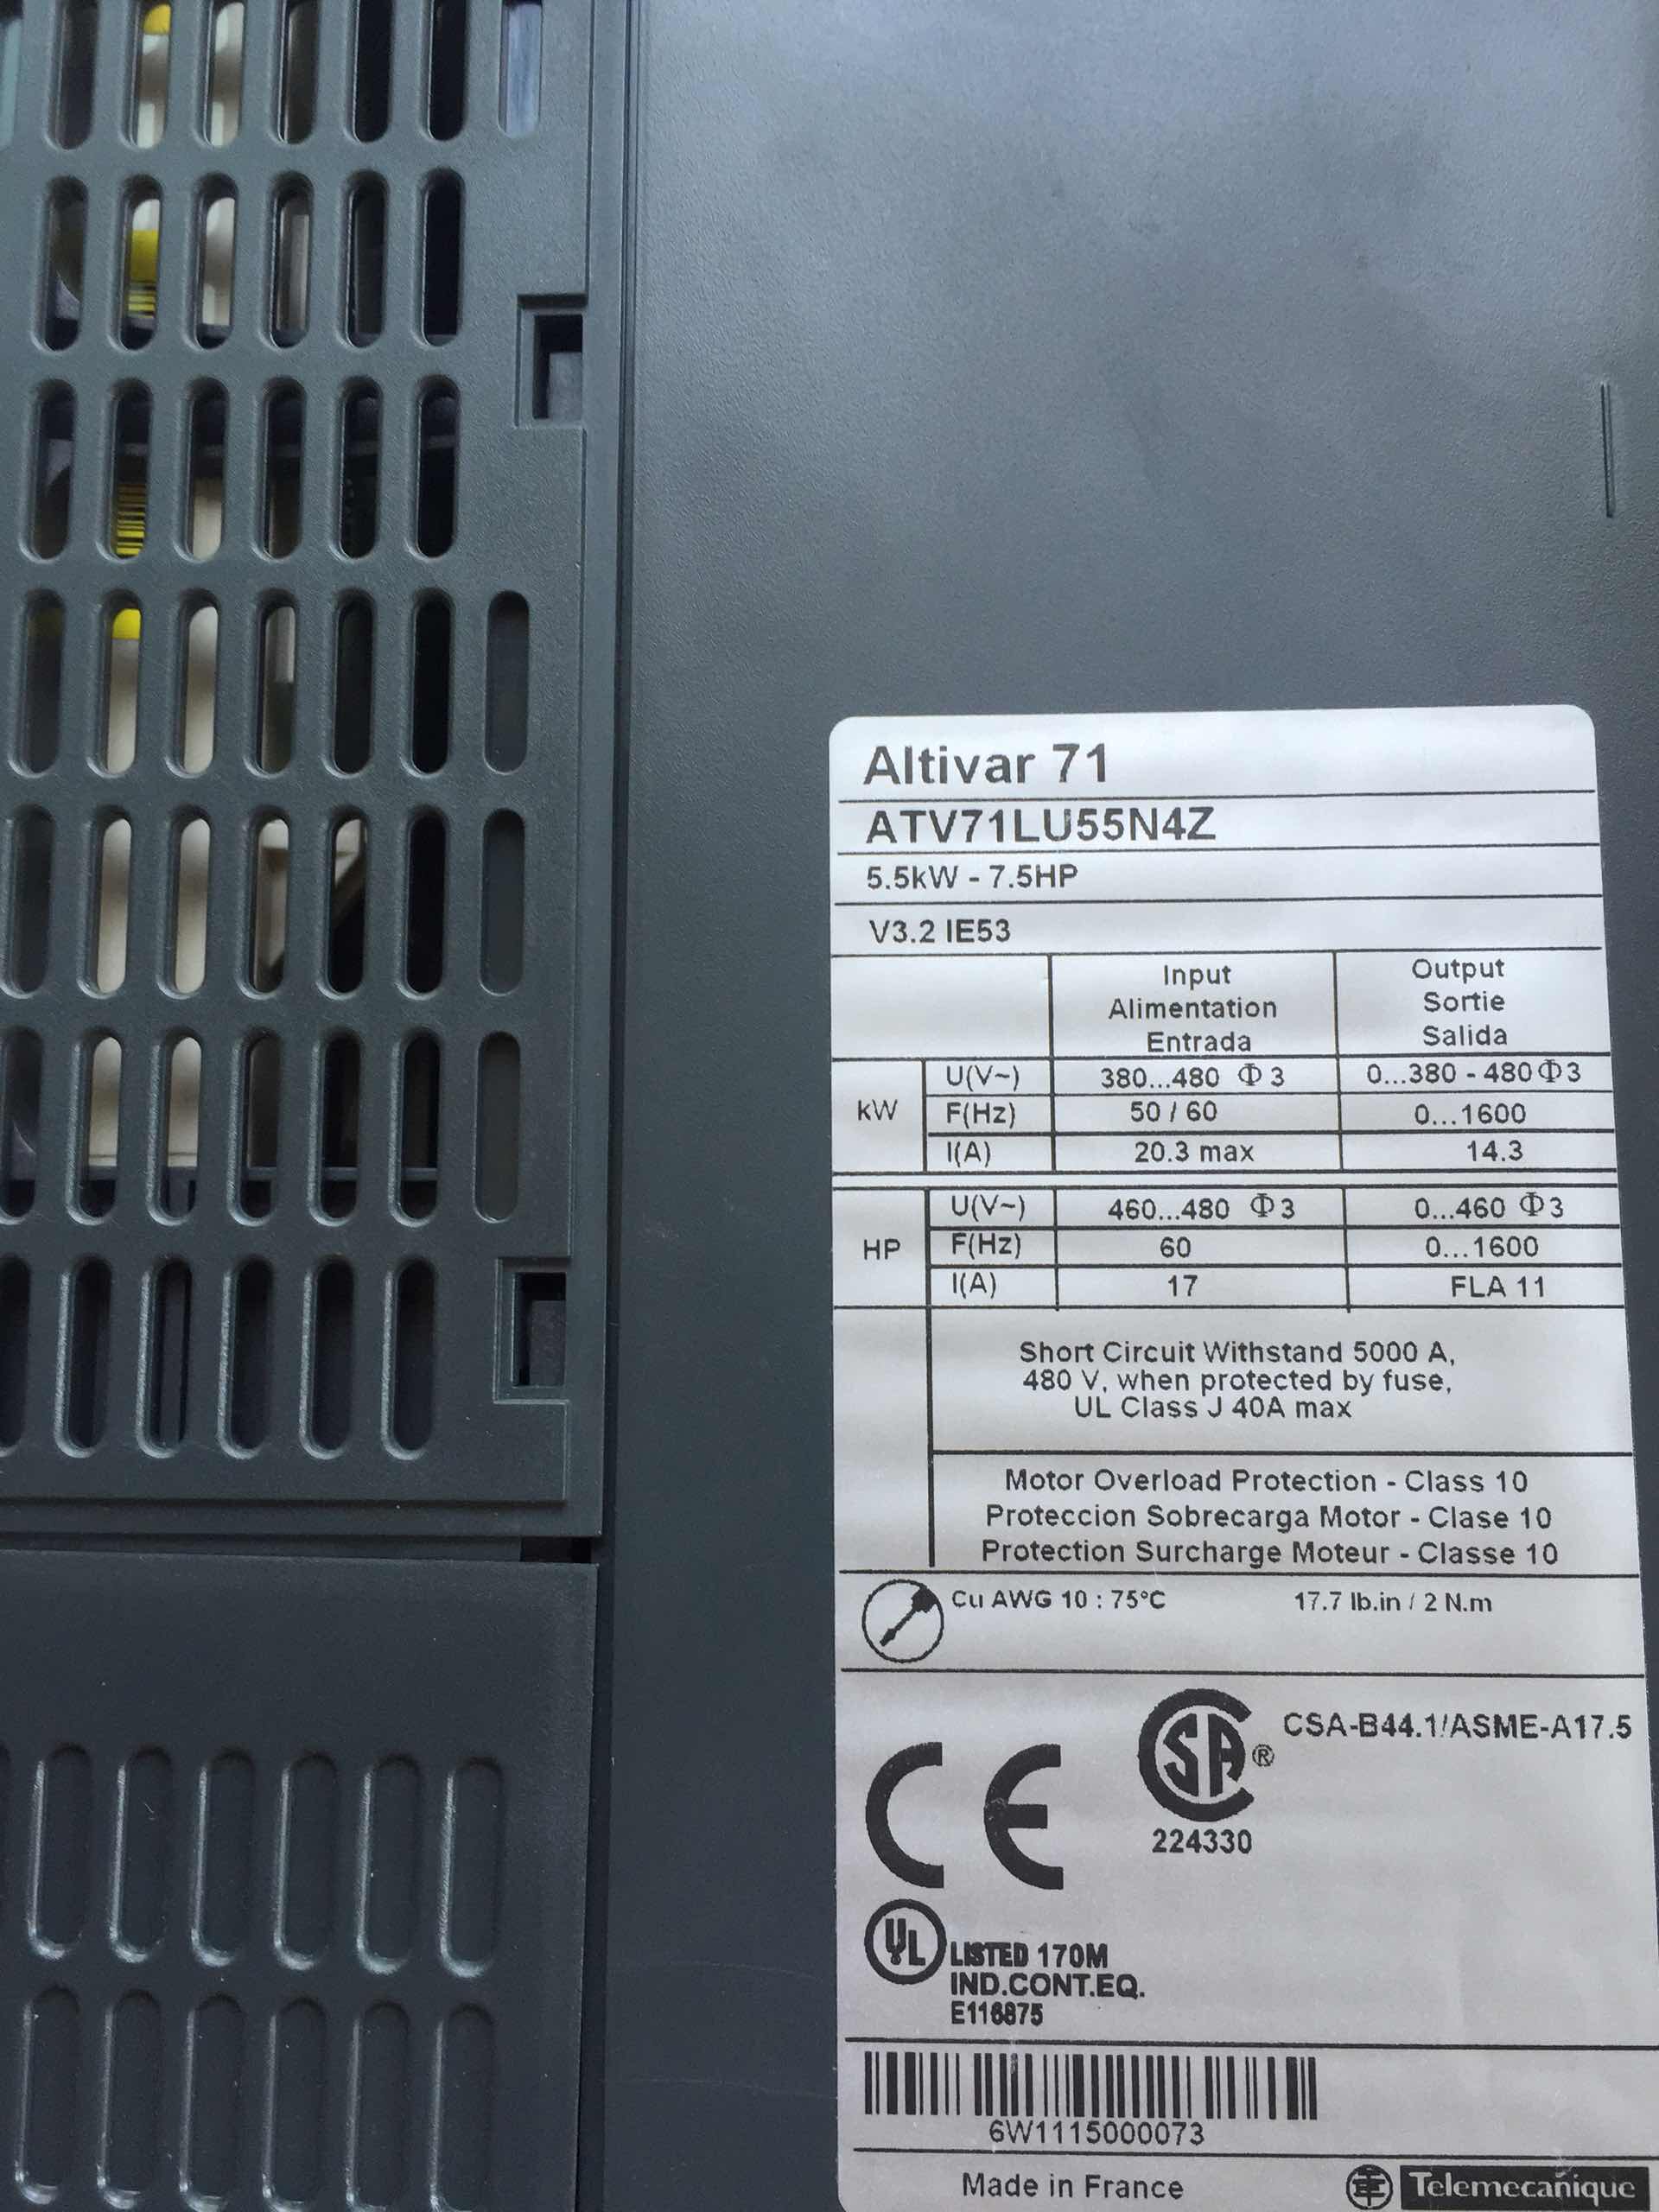 Altivar 71
ATV71LU55N4Z
5.5kW - 7.5HP
V3.2 IE53
Input Output
Alimentation Sortie
Entrada Salida
kW
U(V~) 380...480 Φ3 0...380 - 480Φ3
F(Hz) 50 / 60 0...1600
I(A) 20.3 max 14.3
HP
U(V~) 460...480 Φ3 0...460 Φ3
F(Hz) 60 0...1600
I(A) 17 FLA 11
Short Circuit Withstand 5000 A,
480 V, when protected by fuse,
UL Class J 40A max
Motor Overload Protection - Class 10
Proteccion Sobrecarga Motor - Clase 10
Protection Surcharge Moteur - Classe 10
Cu AWG 10 : 75°C 17.7 lb.in / 2 N.m
CE
SA ® CSA-B44.1/ASME-A17.5
224330
UL LISTED 170M
IND.CONT.EQ.
E116875
6W1115000073
Made in France Telemecanique